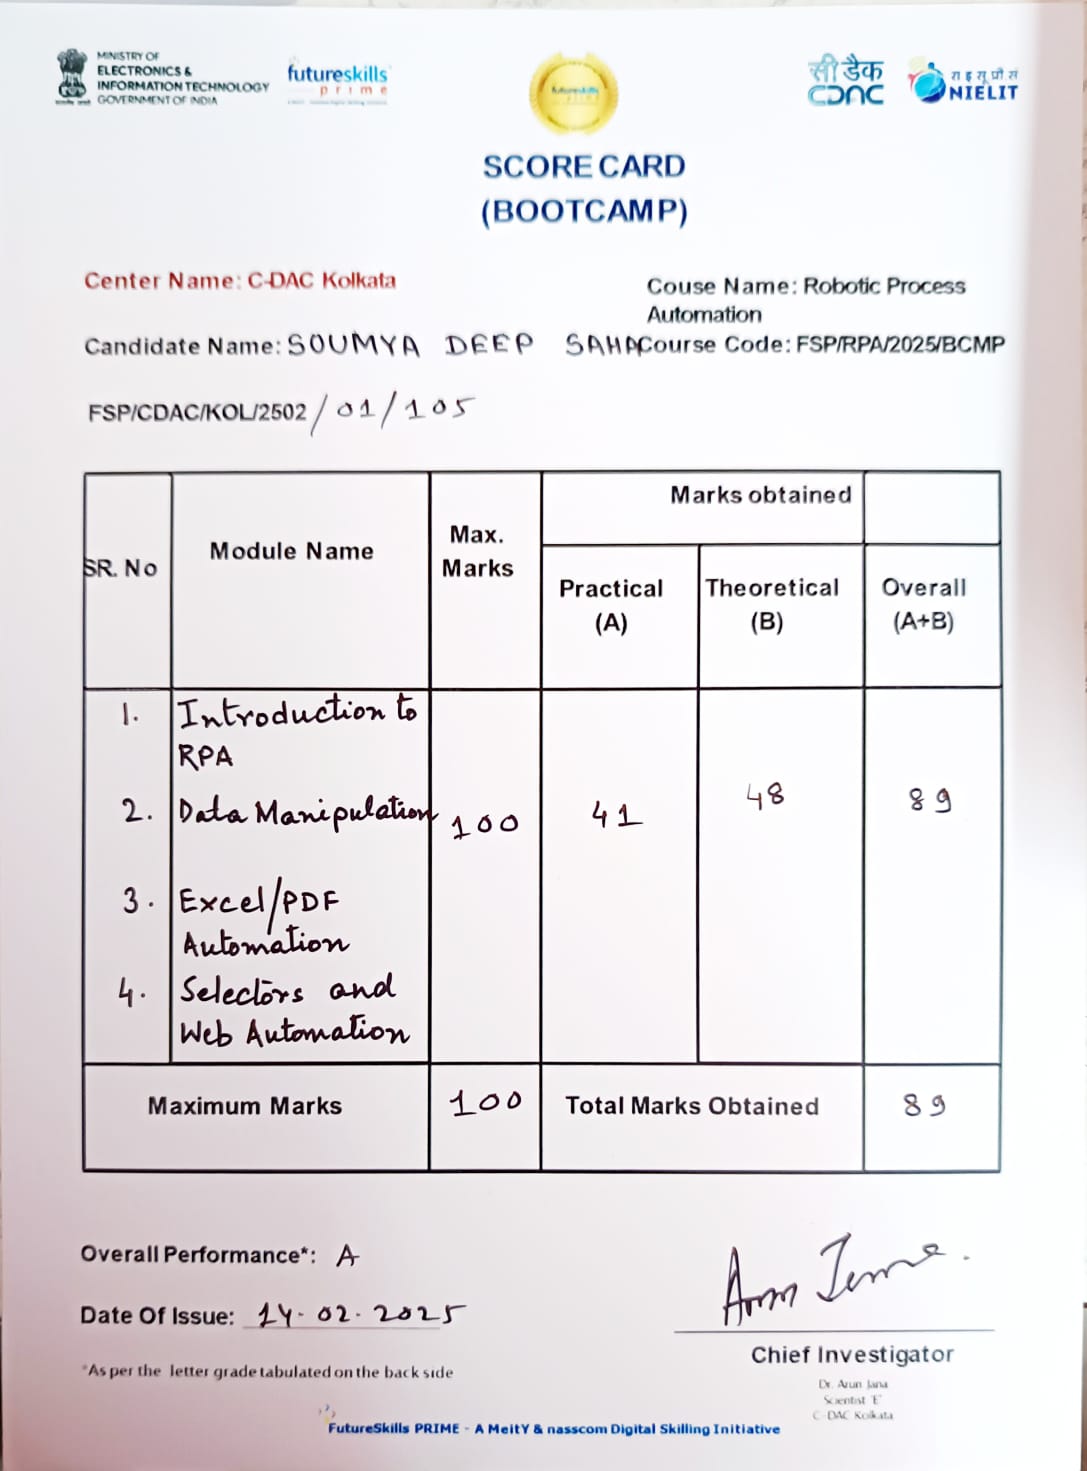 MINISTRY OF
ELECTRONICS &
INFORMATION TECHNOLOGY
GOVERNMENT OF INDIA
futureskills
prime
सी डैक
CDAC
रा इ सू प्रौ सं
NIELIT
SCORE CARD
(BOOTCAMP)
Center Name: C-DAC Kolkata
Couse Name: Robotic Process
Automation
Candidate Name: SOUMYA DEEP SAHA
Course Code: FSP/RPA/2025/BCMP
FSP/CDAC/KOL/2502/01/105
SR. No
Module Name
Max.
Marks
Marks obtained
Practical
(A)
Theoretical
(B)
Overall
(A+B)
1. Introduction to
RPA
2. Data Manipulation
100
41
48
89
3. Excel/PDF
Automation
4. Selectors and
Web Automation
Maximum Marks
100
Total Marks Obtained
89
Overall Performance*: A
Date Of Issue: 14-02-2025
*As per the letter grade tabulated on the back side
Chief Investigator
Dr. Arun Jana
Scientist 'E'
C-DAC Kolkata
FutureSkills PRIME - A MeitY & nasscom Digital Skilling Initiative